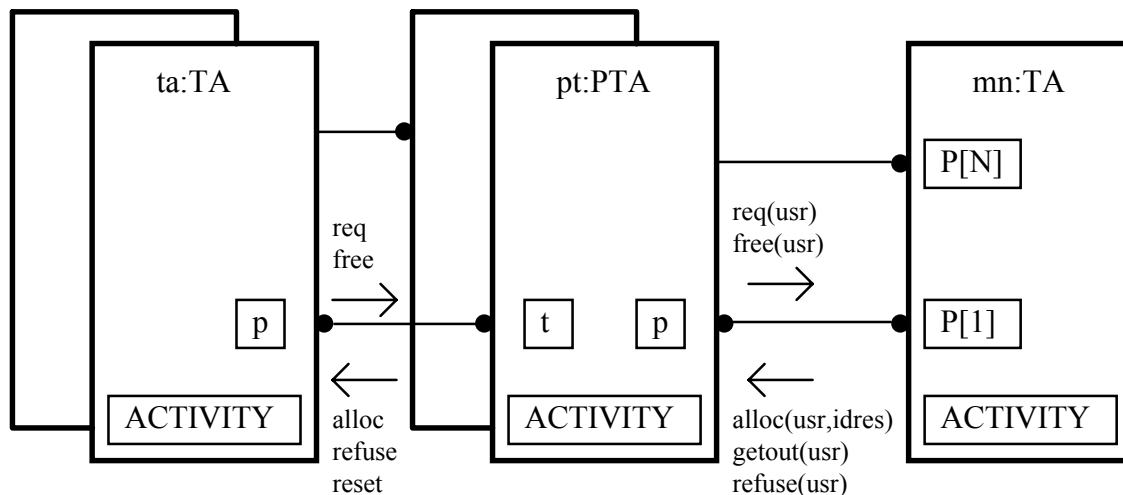 ta:TA
pt:PTA
mn:TA
P[N]
req
free
req(usr)
free(usr)
p
t
p
P[1]
ACTIVITY
ACTIVITY
ACTIVITY
alloc
refuse
reset
alloc(usr,idres)
getout(usr)
refuse(usr)